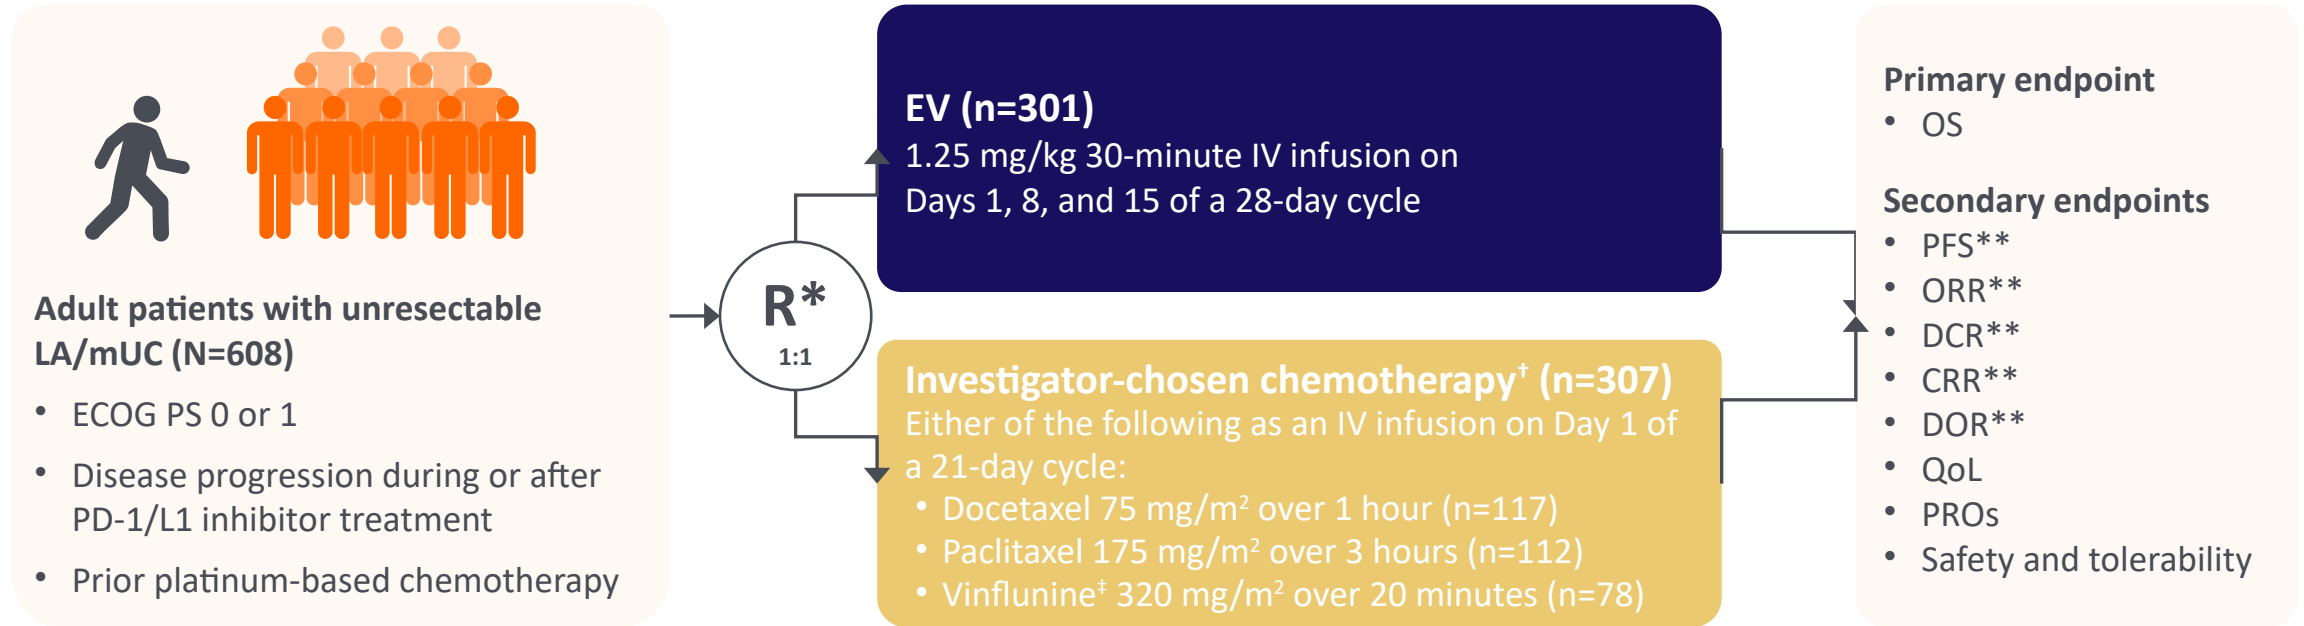 Adult patients with unresectable
LA/mUC (N=608)
• ECOG PS 0 or 1
• Disease progression during or after
PD-1/L1 inhibitor treatment
• Prior platinum-based chemotherapy
R*
1:1
EV (n=301)
1.25 mg/kg 30-minute IV infusion on
Days 1, 8, and 15 of a 28-day cycle
Investigator-chosen chemotherapy† (n=307)
Either of the following as an IV infusion on Day 1 of
a 21-day cycle:
• Docetaxel 75 mg/m² over 1 hour (n=117)
• Paclitaxel 175 mg/m² over 3 hours (n=112)
• Vinflunine‡ 320 mg/m² over 20 minutes (n=78)
Primary endpoint
• OS
Secondary endpoints
• PFS**
• ORR**
• DCR**
• CRR**
• DOR**
• QoL
• PROs
• Safety and tolerability